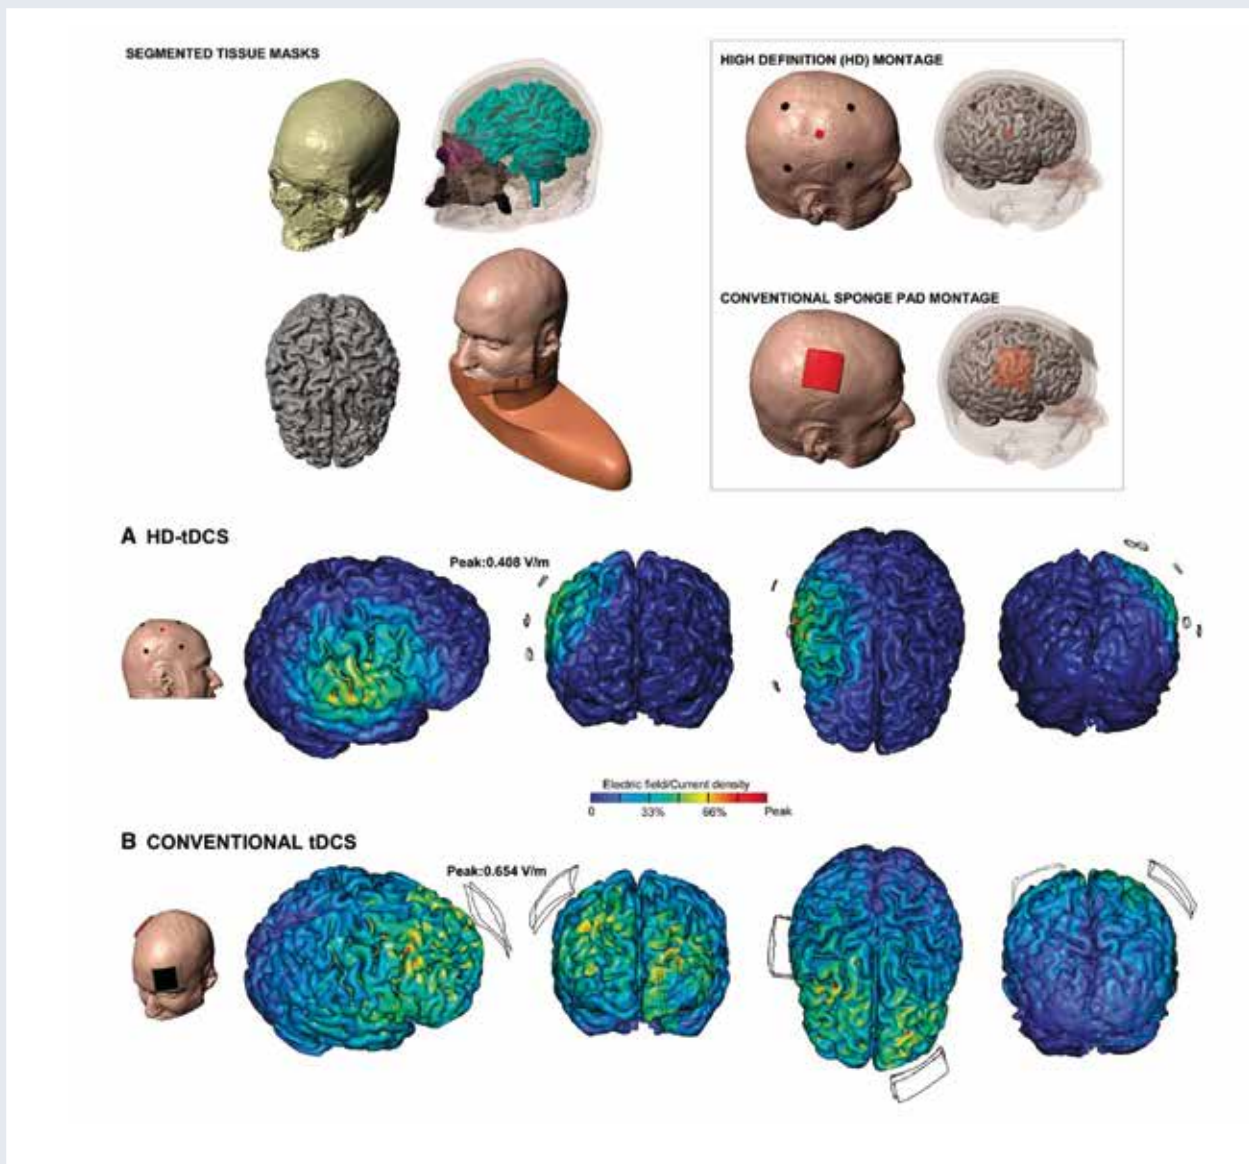 SEGMENTED TISSUE MASKS
HIGH DEFINITION (HD) MONTAGE
CONVENTIONAL SPONGE PAD MONTAGE
A HD-tDCS
Peak:0.408 V/m
Electric field/Current density
0 33% 66% Peak
B CONVENTIONAL tDCS
Peak:0.654 V/m